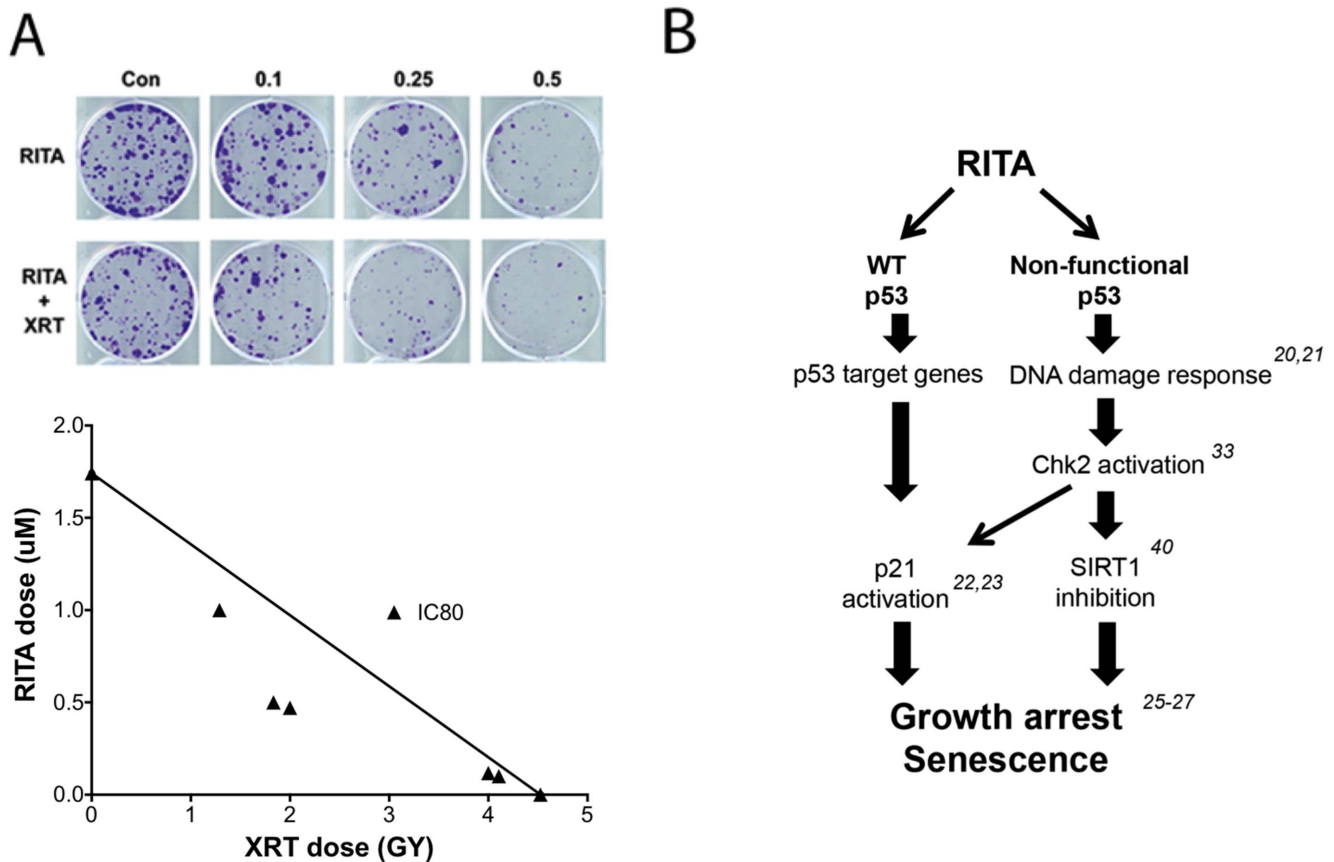 A
Con 0.1 0.25 0.5
RITA
RITA
+
XRT
2.0
1.5
1.0
0.5
0.0
RITA dose (uM)
IC80
0 1 2 3 4 5
XRT dose (GY)
B
RITA
WT
p53
Non-functional
p53
p53 target genes
DNA damage response 20,21
Chk2 activation 33
p21
activation 22,23
SIRT1 40
inhibition
Growth arrest 25-27
Senescence